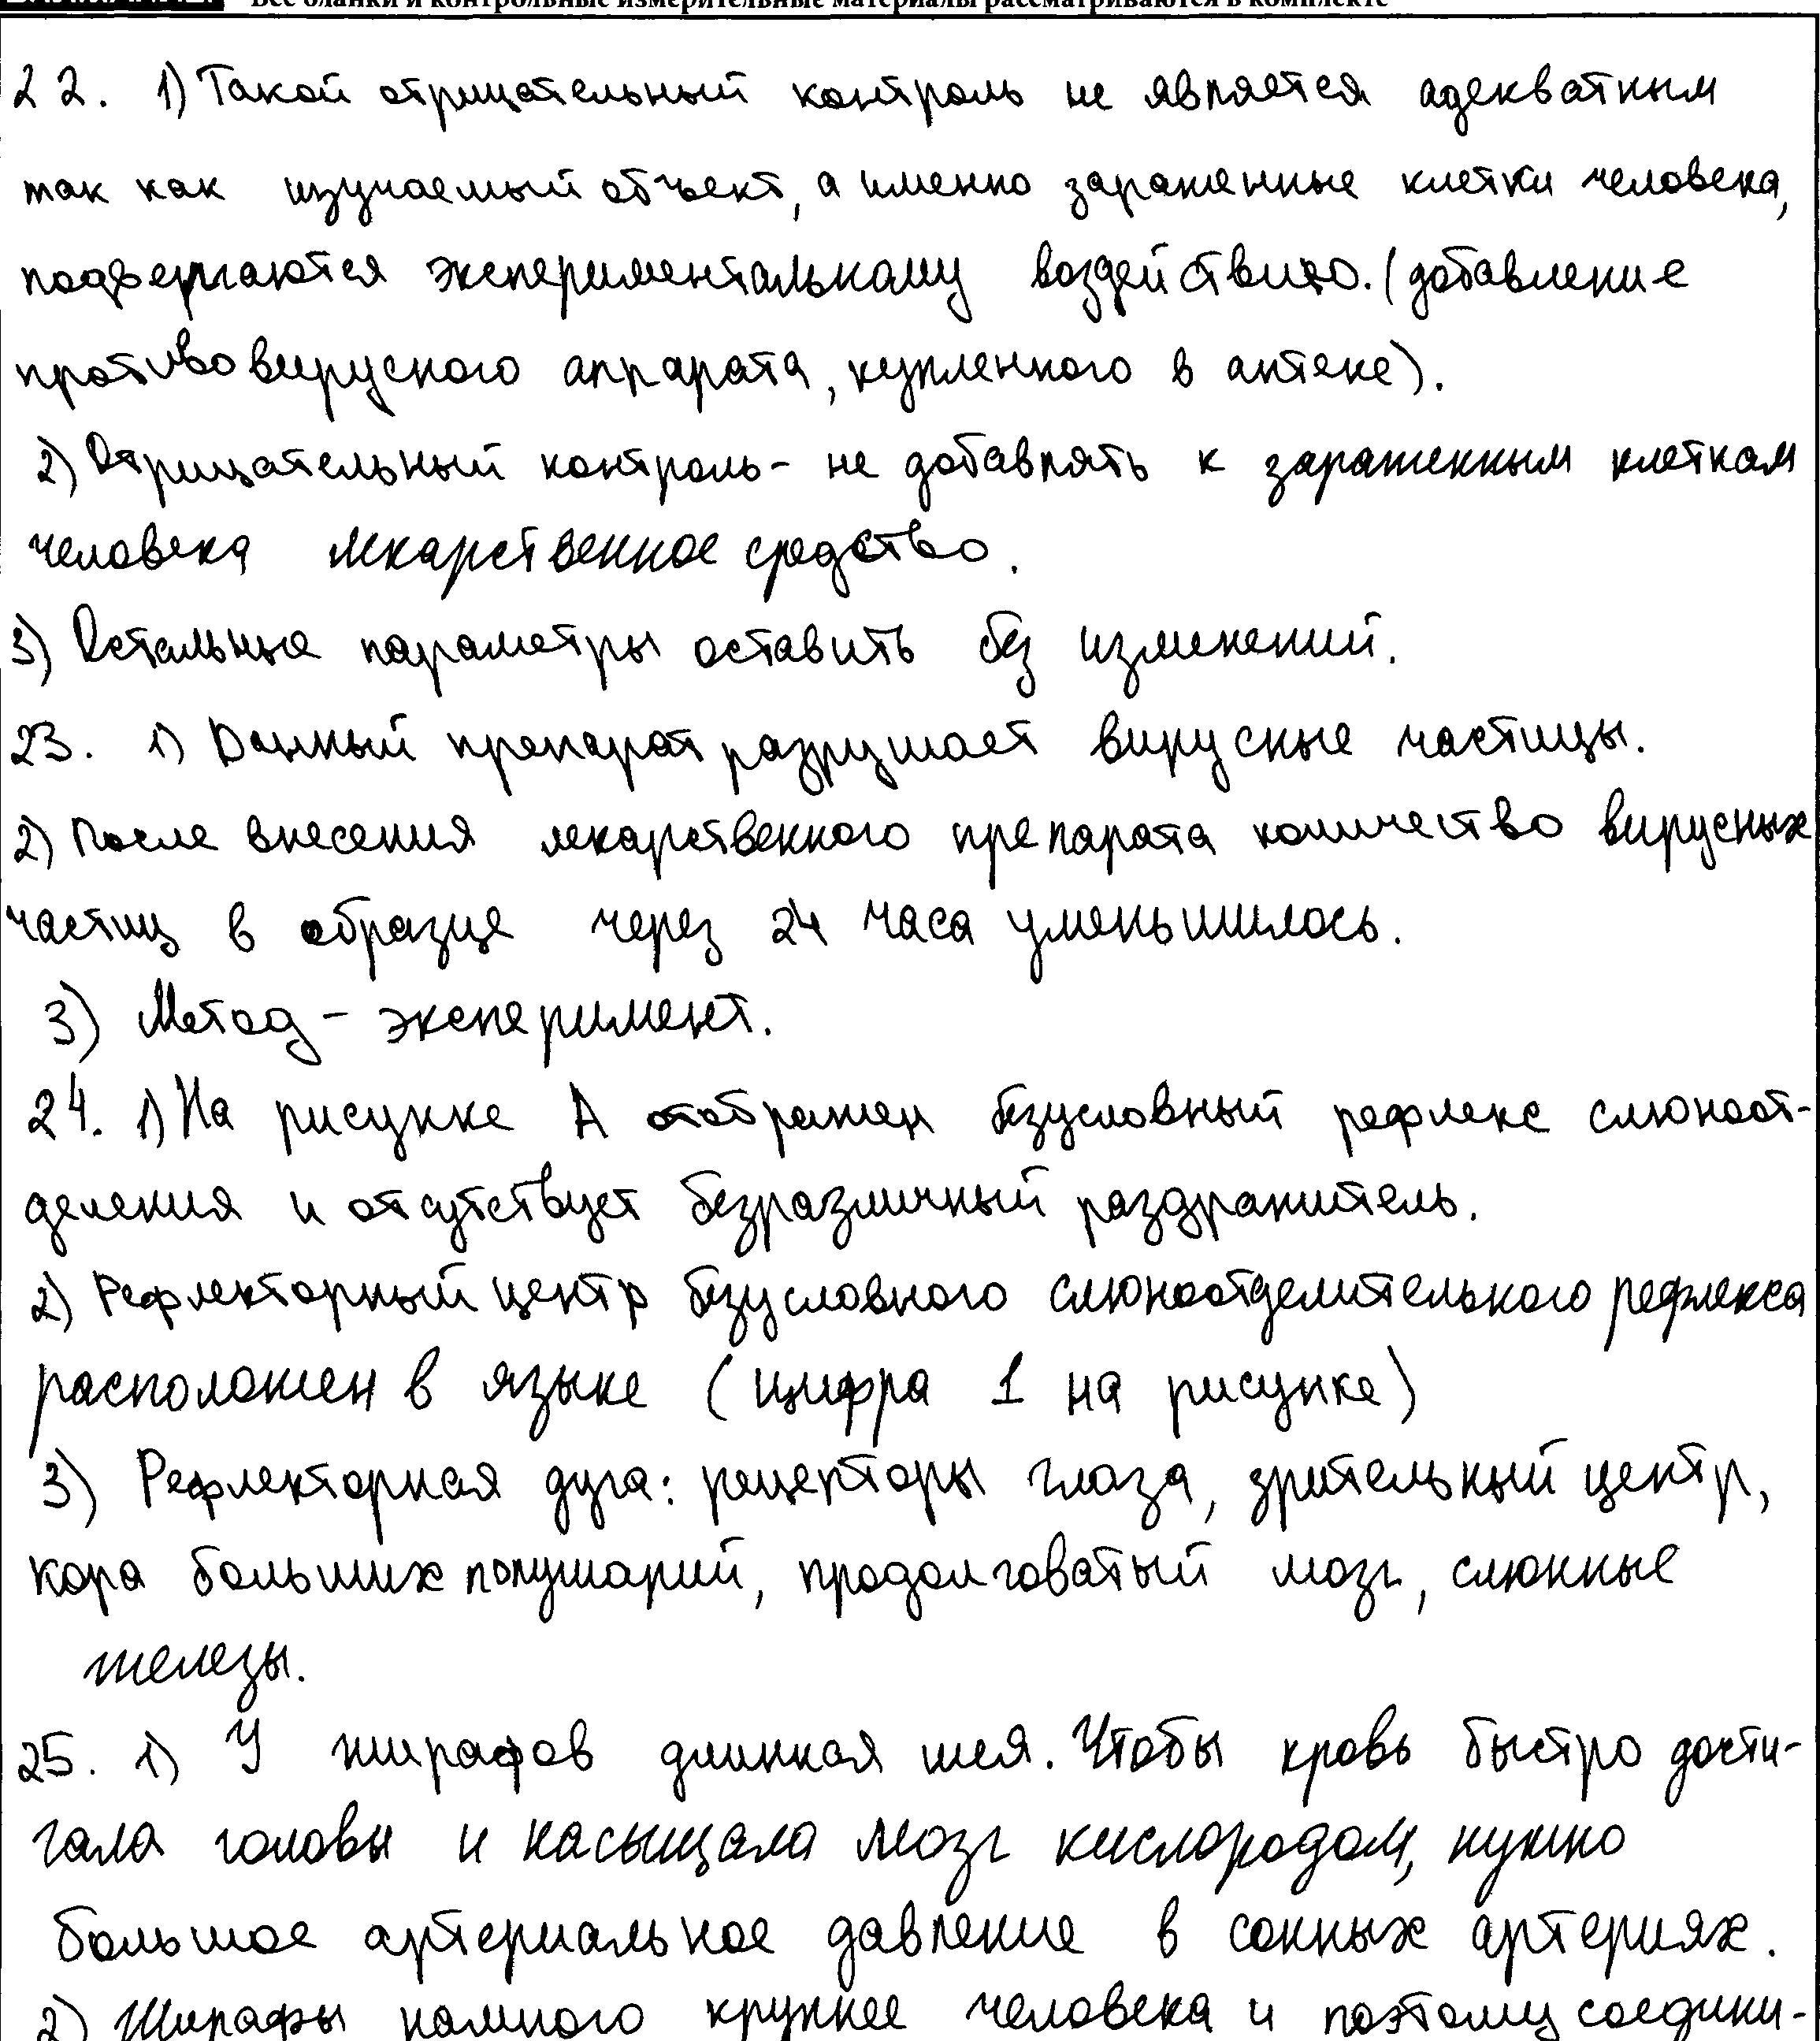 Все бланки и контрольные измерительные материалы рассматриваются в комплекте
22. 1) Такой отрицательный контроль не является адекватным
так как изучаемый объект, а именно зараженные клетки человека,
подвергаются экспериментальному воздействию. (добавление
противовирусного аппарата, купленного в аптеке).
2) Отрицательный контроль - не добавлять к зараженным клеткам
человека лекарственное средство.
3) Остальные параметры оставить без изменений.
23. 1) Данный препарат разрушает вирусные частицы.
2) После внесения лекарственного препарата количество вирусных
частиц в образце через 24 часа уменьшилось.
3) Метод - эксперимент.
24. 1) На рисунке А отображен безусловный рефлекс слюноот-
деления и отсутствует безразличный раздражитель.
2) Рефлекторный центр безусловного слюноотделительного рефлекса
расположен в языке (цифра 1 на рисунке)
3) Рефлекторная дуга: рецепторы глаза, зрительный центр,
кора больших полушарий, продолговатый мозг, слюнные
железы.
25. 1) У жирафов длинная шея. Чтобы кровь быстро дости-
гала головы и насыщала мозг кислородом, нужно
большое артериальное давление в сонных артериях.
2) Жирафы намного крупнее человека и поэтому соедини-